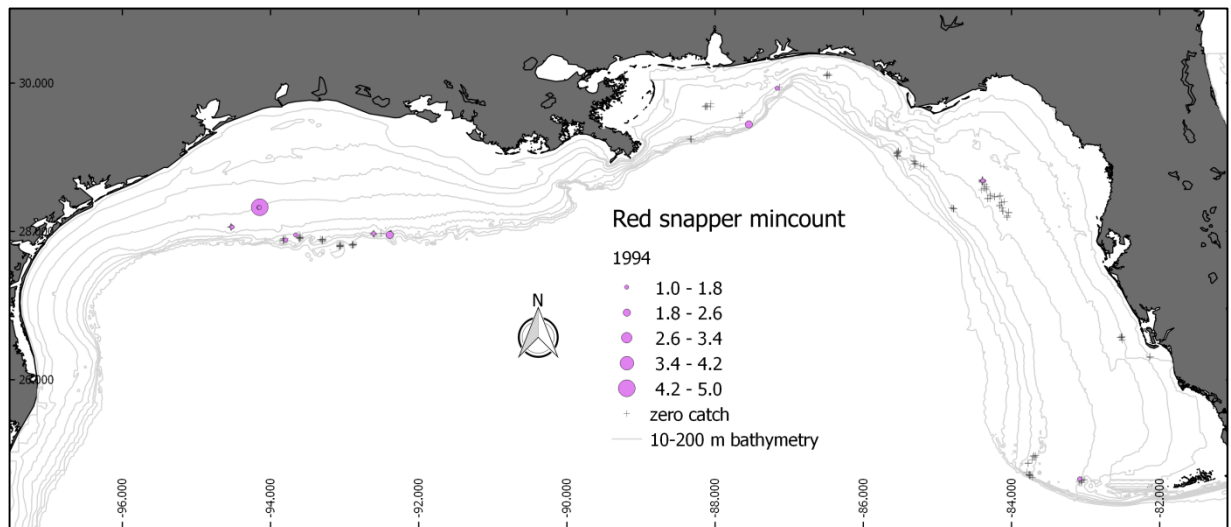 30.000
28.000
26.000
N
Red snapper mincount
1994
1.0 - 1.8
1.8 - 2.6
2.6 - 3.4
3.4 - 4.2
4.2 - 5.0
zero catch
10-200 m bathymetry
-96.000
-94.000
-92.000
-90.000
-88.000
-86.000
-84.000
-82.000